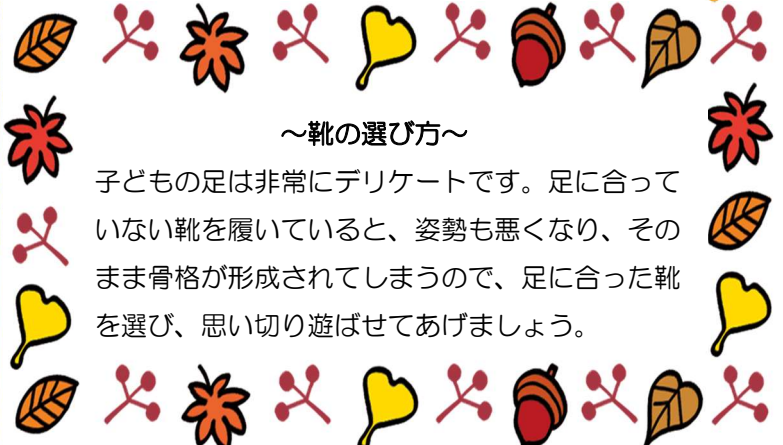 ～靴の選び方～
子どもの足は非常にデリケートです。足に合って
いない靴を履いていると、姿勢も悪くなり、その
まま骨格が形成されてしまうので、足に合った靴
を選び、思い切り遊ばせてあげましょう。